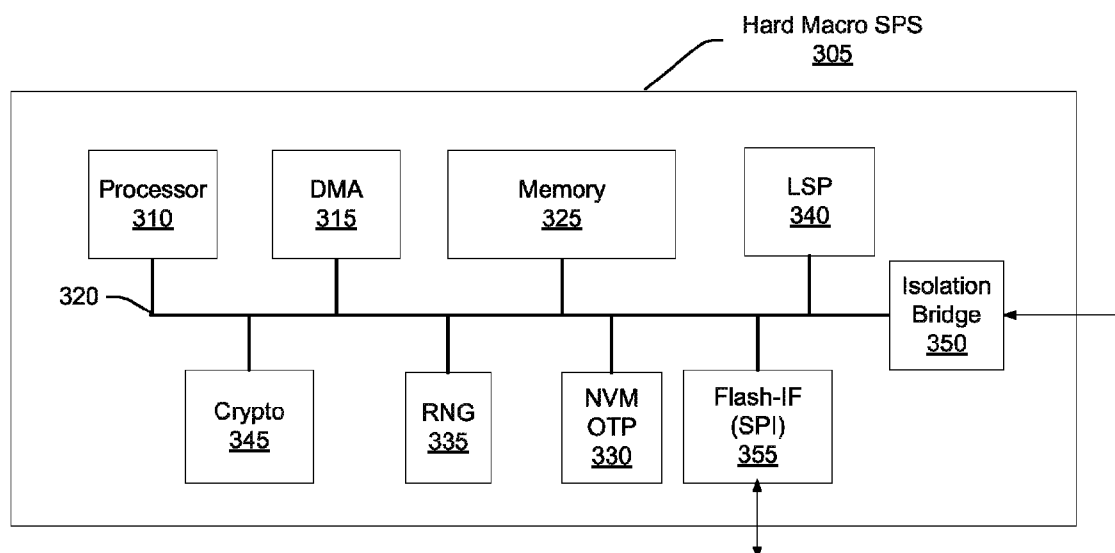 Hard Macro SPS
305
Processor
310
DMA
315
Memory
325
LSP
340
320
Isolation
Bridge
350
Crypto
345
RNG
335
NVM
OTP
330
Flash-IF
(SPI)
355